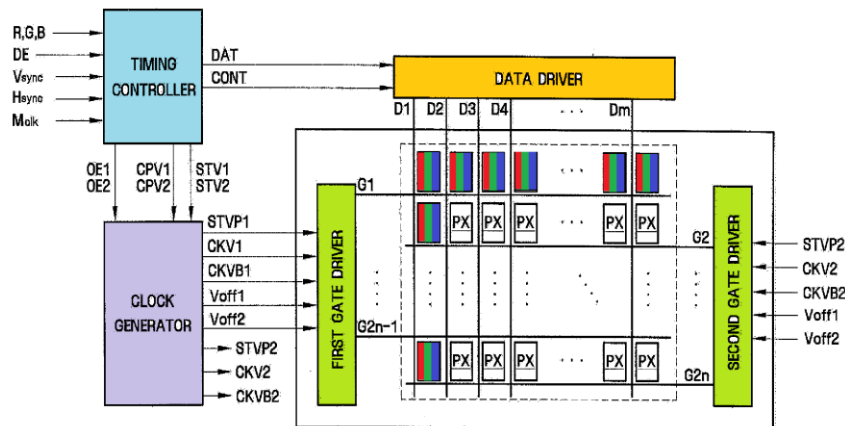 R,G,B
DE
Vsync
Hsync
Mclk
TIMING
CONTROLLER
DAT
CONT
DATA DRIVER
D1 D2 D3 D4 ... Dm
OE1 CPV1 STV1
OE2 CPV2 STV2
CLOCK
GENERATOR
STVP1
CKV1
CKVB1
Voff1
Voff2
STVP2
CKV2
CKVB2
FIRST GATE DRIVER
G1
PX PX PX ... PX PX
G2
G2n-1
PX PX PX ... PX PX
G2n
SECOND GATE DRIVER
STVP2
CKV2
CKVB2
Voff1
Voff2